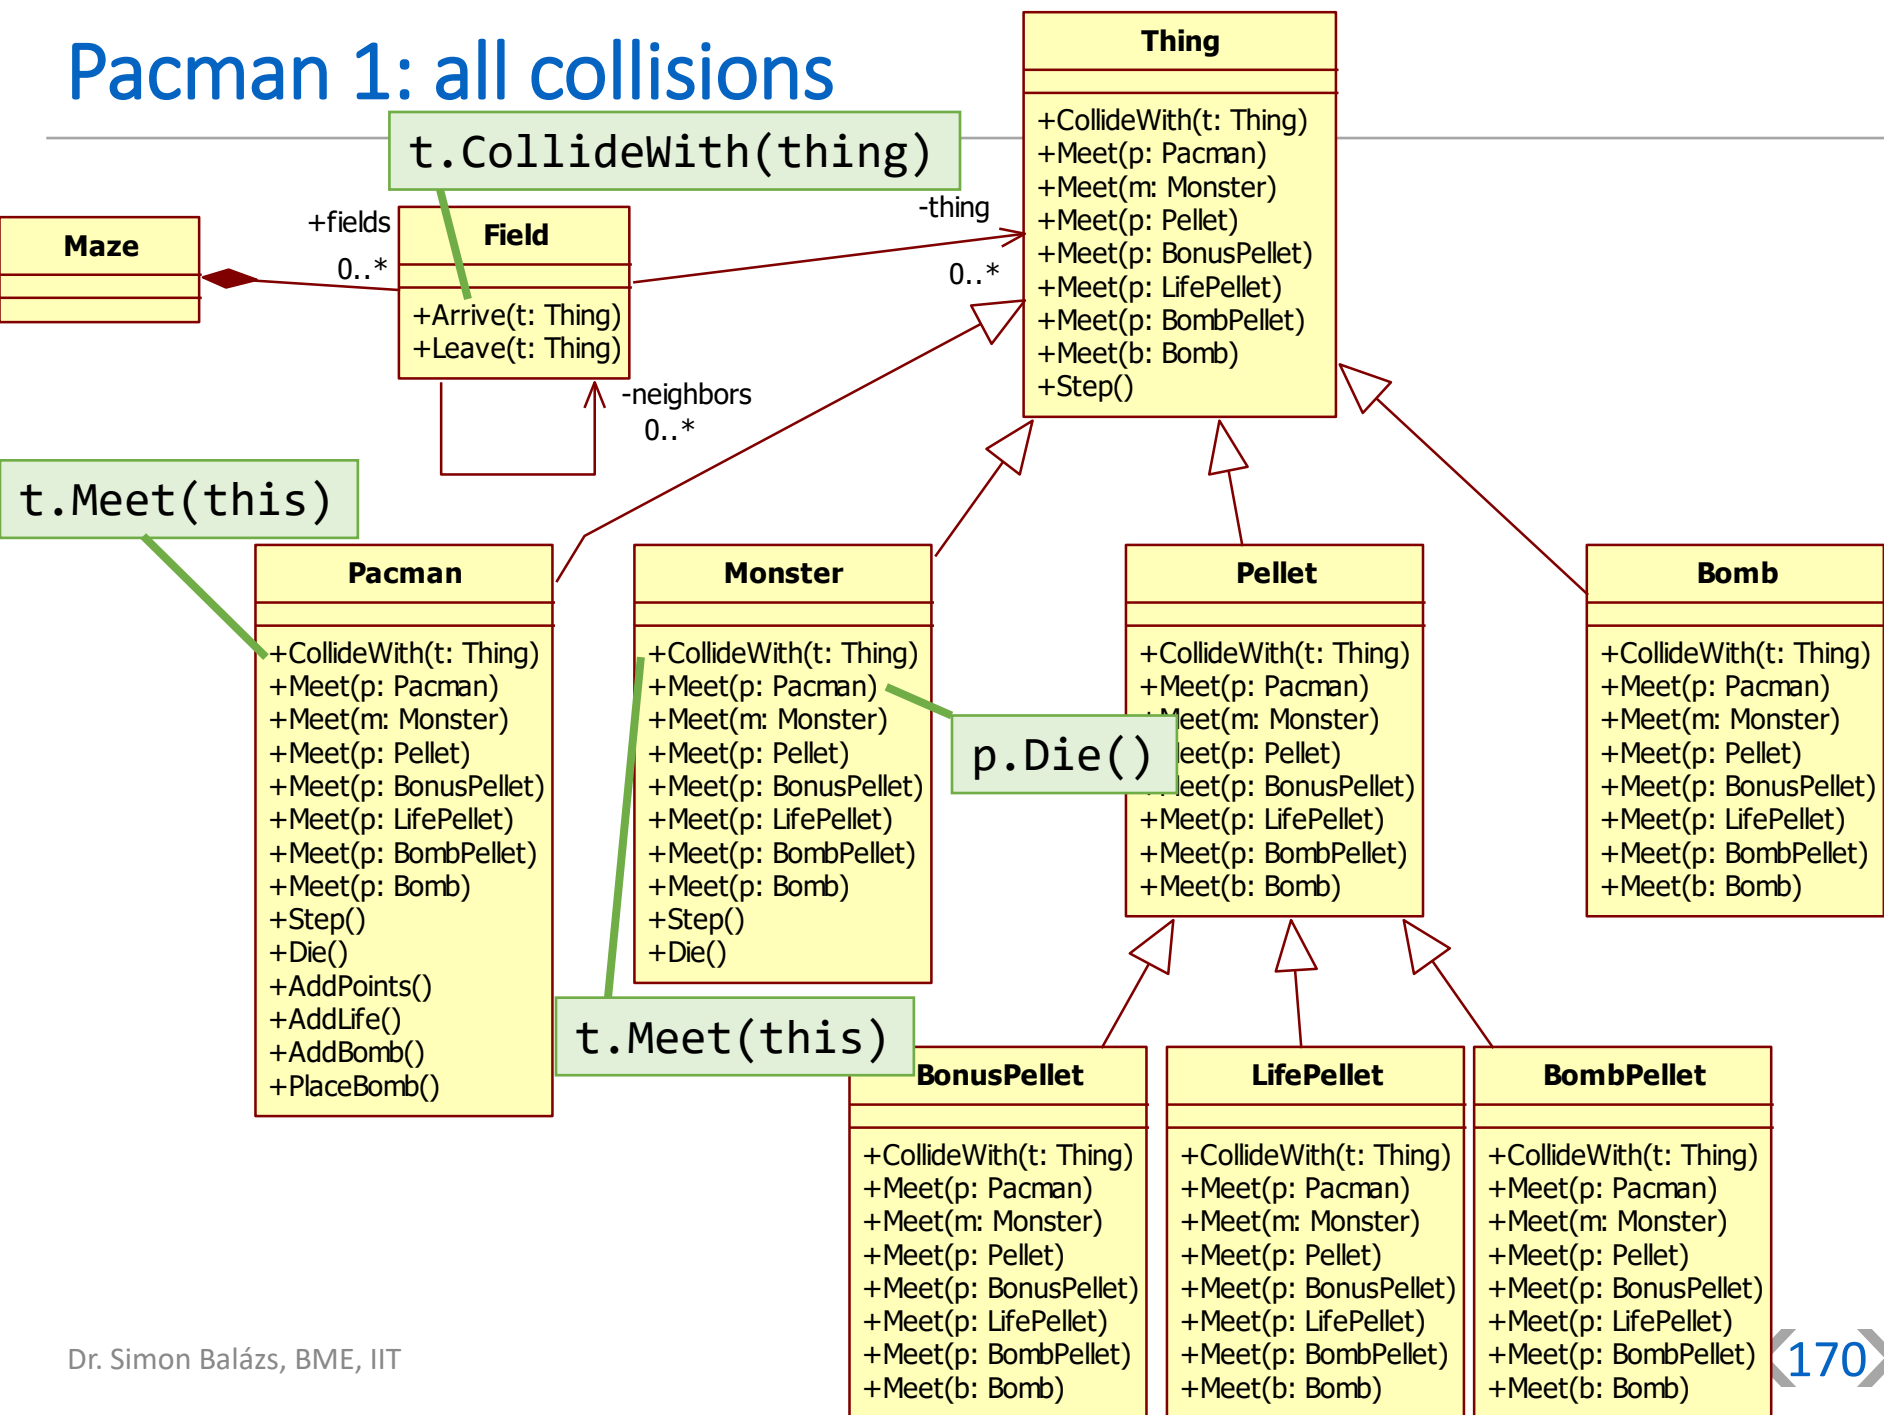 Pacman 1: all collisions
t.CollideWith(thing)
Thing
+CollideWith(t: Thing)
+Meet(p: Pacman)
+Meet(m: Monster)
+Meet(p: Pellet)
+Meet(p: BonusPellet)
+Meet(p: LifePellet)
+Meet(p: BombPellet)
+Meet(b: Bomb)
+Step()
Maze
+fields
0..*
Field
+Arrive(t: Thing)
+Leave(t: Thing)
-thing
0..*
-neighbors
0..*
t.Meet(this)
Pacman
+CollideWith(t: Thing)
+Meet(p: Pacman)
+Meet(m: Monster)
+Meet(p: Pellet)
+Meet(p: BonusPellet)
+Meet(p: LifePellet)
+Meet(p: BombPellet)
+Meet(p: Bomb)
+Step()
+Die()
+AddPoints()
+AddLife()
+AddBomb()
+PlaceBomb()
Monster
+CollideWith(t: Thing)
+Meet(p: Pacman)
+Meet(m: Monster)
+Meet(p: Pellet)
+Meet(p: BonusPellet)
+Meet(p: LifePellet)
+Meet(p: BombPellet)
+Meet(p: Bomb)
+Step()
+Die()
p.Die()
t.Meet(this)
Pellet
+CollideWith(t: Thing)
+Meet(p: Pacman)
+Meet(m: Monster)
+Meet(p: Pellet)
+Meet(p: BonusPellet)
+Meet(p: LifePellet)
+Meet(p: BombPellet)
+Meet(b: Bomb)
Bomb
+CollideWith(t: Thing)
+Meet(p: Pacman)
+Meet(m: Monster)
+Meet(p: Pellet)
+Meet(p: BonusPellet)
+Meet(p: LifePellet)
+Meet(p: BombPellet)
+Meet(b: Bomb)
BonusPellet
+CollideWith(t: Thing)
+Meet(p: Pacman)
+Meet(m: Monster)
+Meet(p: Pellet)
+Meet(p: BonusPellet)
+Meet(p: LifePellet)
+Meet(p: BombPellet)
+Meet(b: Bomb)
LifePellet
+CollideWith(t: Thing)
+Meet(p: Pacman)
+Meet(m: Monster)
+Meet(p: Pellet)
+Meet(p: BonusPellet)
+Meet(p: LifePellet)
+Meet(p: BombPellet)
+Meet(b: Bomb)
BombPellet
+CollideWith(t: Thing)
+Meet(p: Pacman)
+Meet(m: Monster)
+Meet(p: Pellet)
+Meet(p: BonusPellet)
+Meet(p: LifePellet)
+Meet(p: BombPellet)
+Meet(b: Bomb)
Dr. Simon Balázs, BME, IIT
170